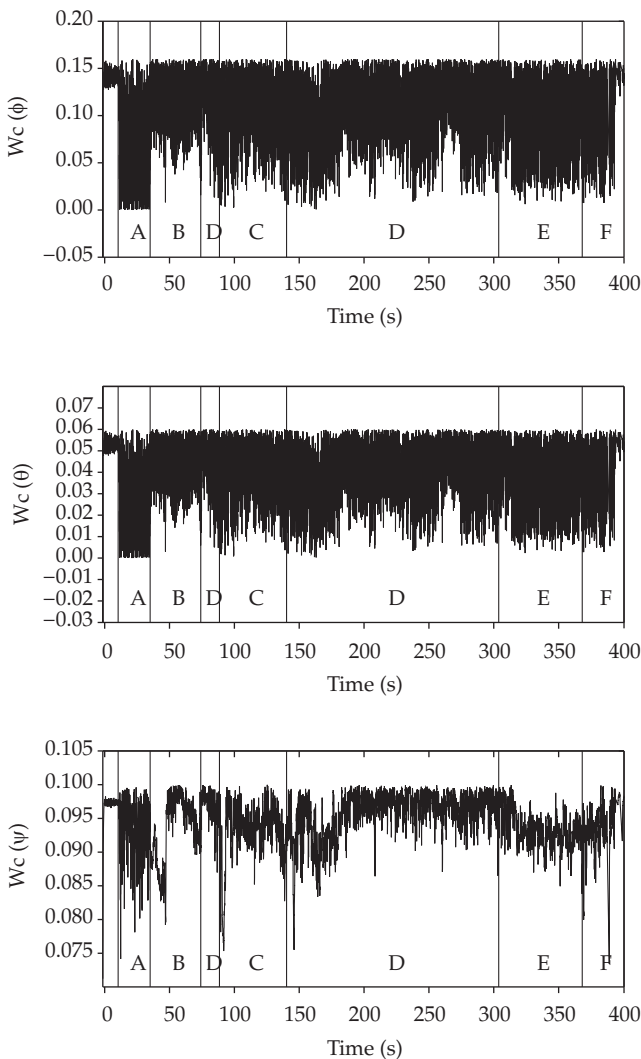 0.20
0.15
0.10
0.05
0.00
−0.05
Wc (ϕ)
A B D C D E F
0 50 100 150 200 250 300 350 400
Time (s)
0.07
0.06
0.05
0.04
0.03
0.02
0.01
0.00
−0.01
−0.02
−0.03
Wc (θ)
A B D C D E F
0 50 100 150 200 250 300 350 400
Time (s)
0.105
0.100
0.095
0.090
0.085
0.080
0.075
Wc (ψ)
A B D C D E F
0 50 100 150 200 250 300 350 400
Time (s)